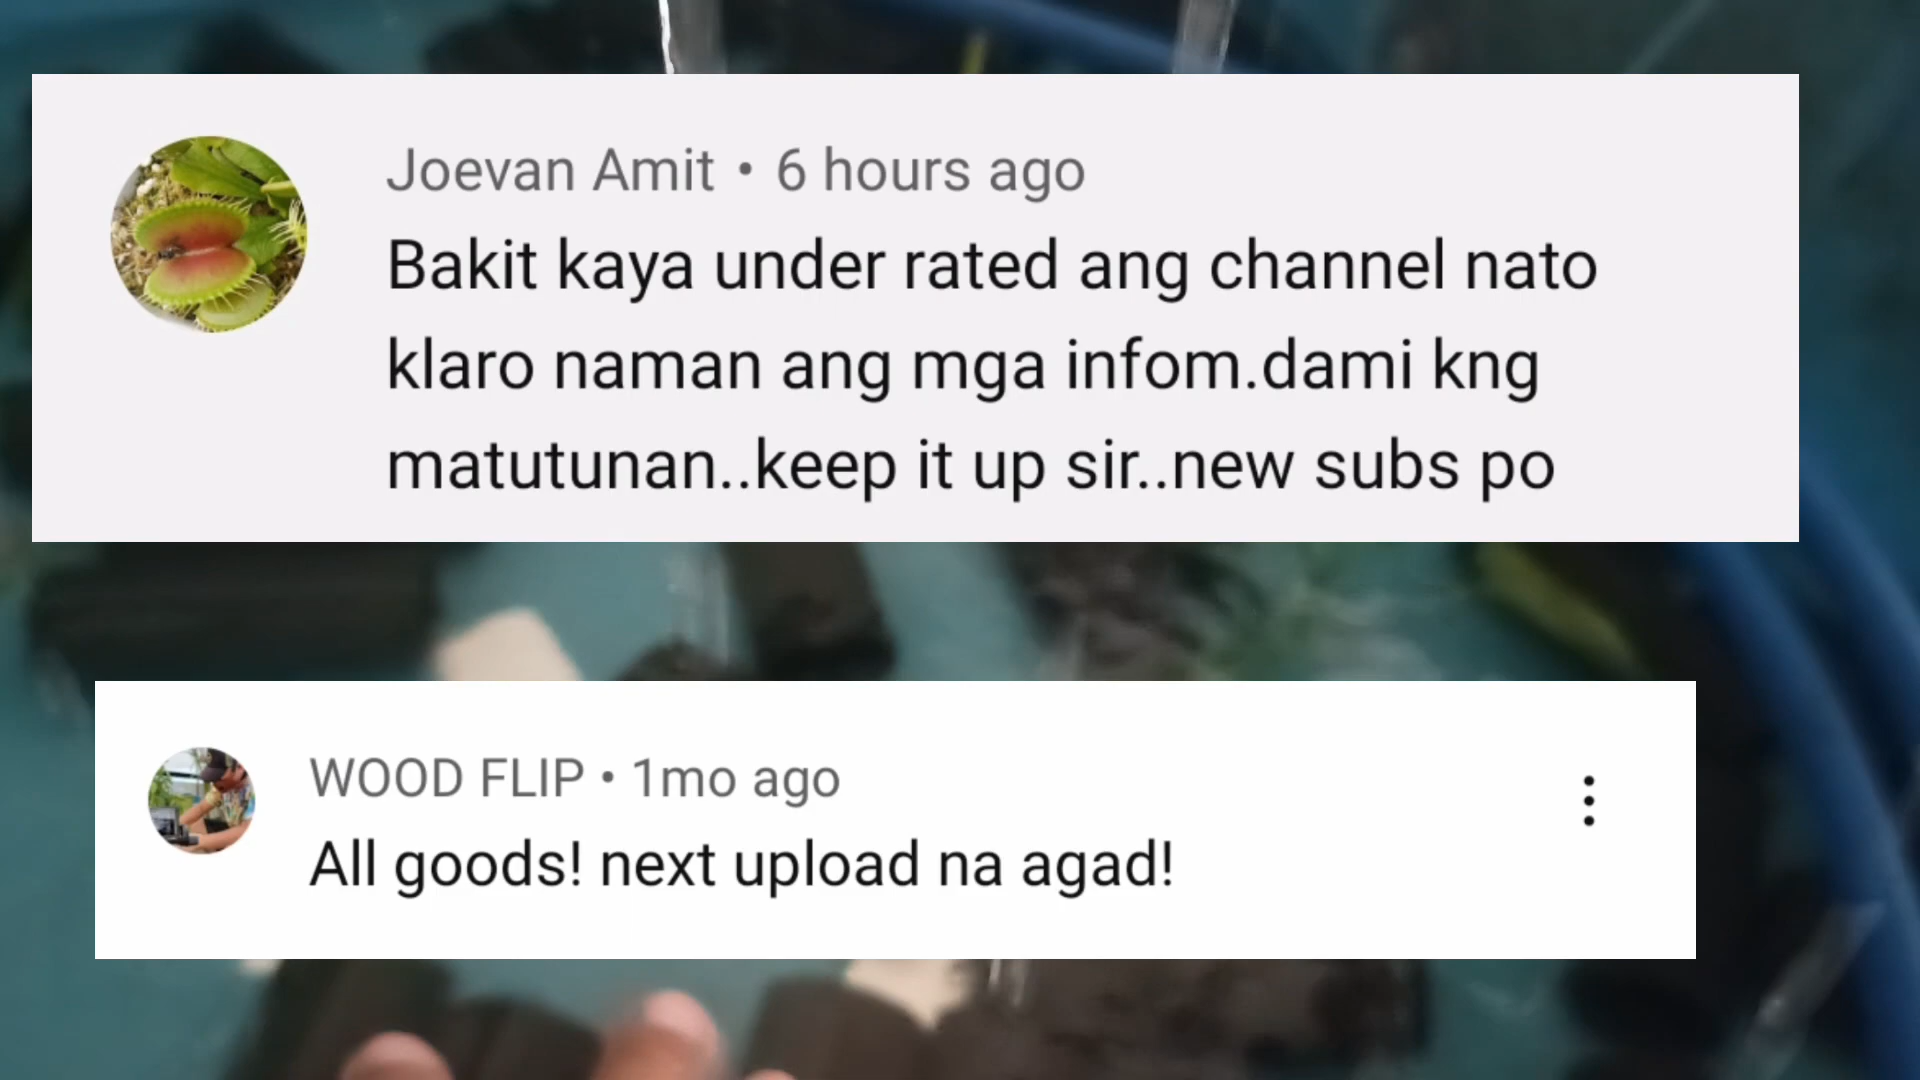 Joevan Amit • 6 hours ago
Bakit kaya under rated ang channel nato
klaro naman ang mga infom.dami kng
matutunan..keep it up sir..new subs po
WOOD FLIP • 1mo ago
All goods! next upload na agad!